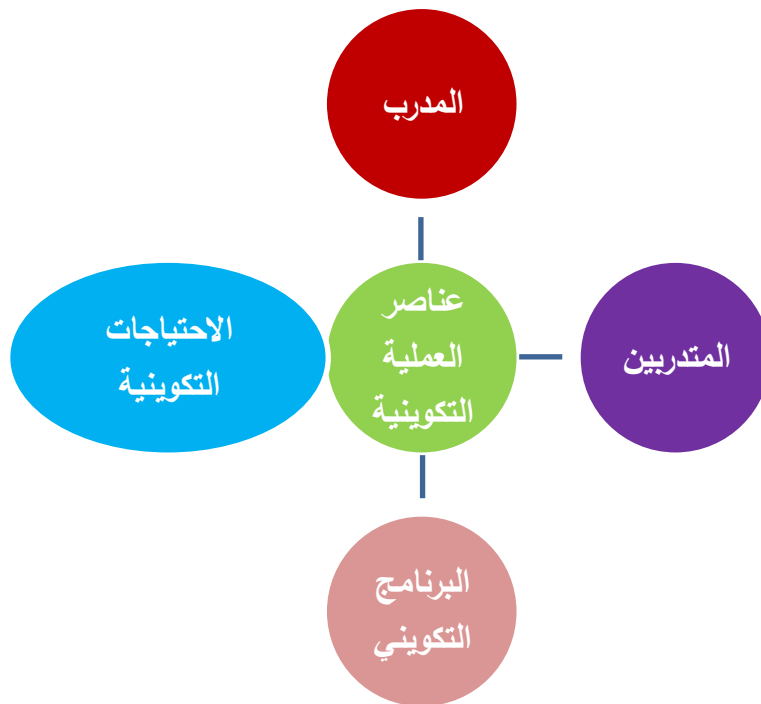 المدرب
عناصر
العملية
التكوينية
المتدربين
الاحتياجات
التكوينية
البرنامج
التكويني